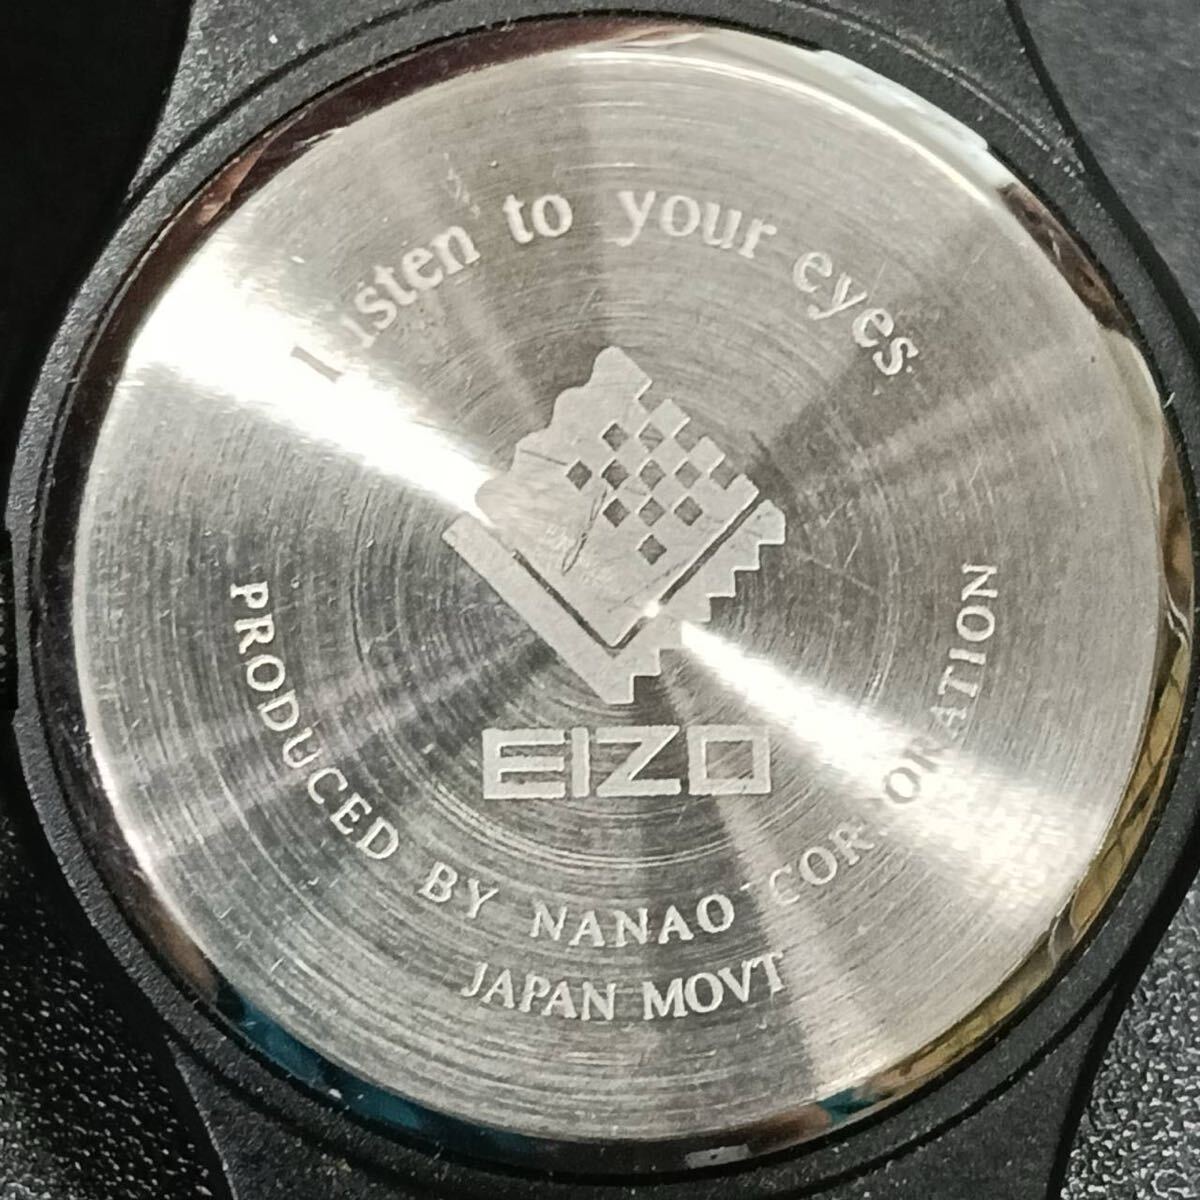 Listen to your eyes
EIZO
PRODUCED BY NANAO CORPORATION
JAPAN MOVT